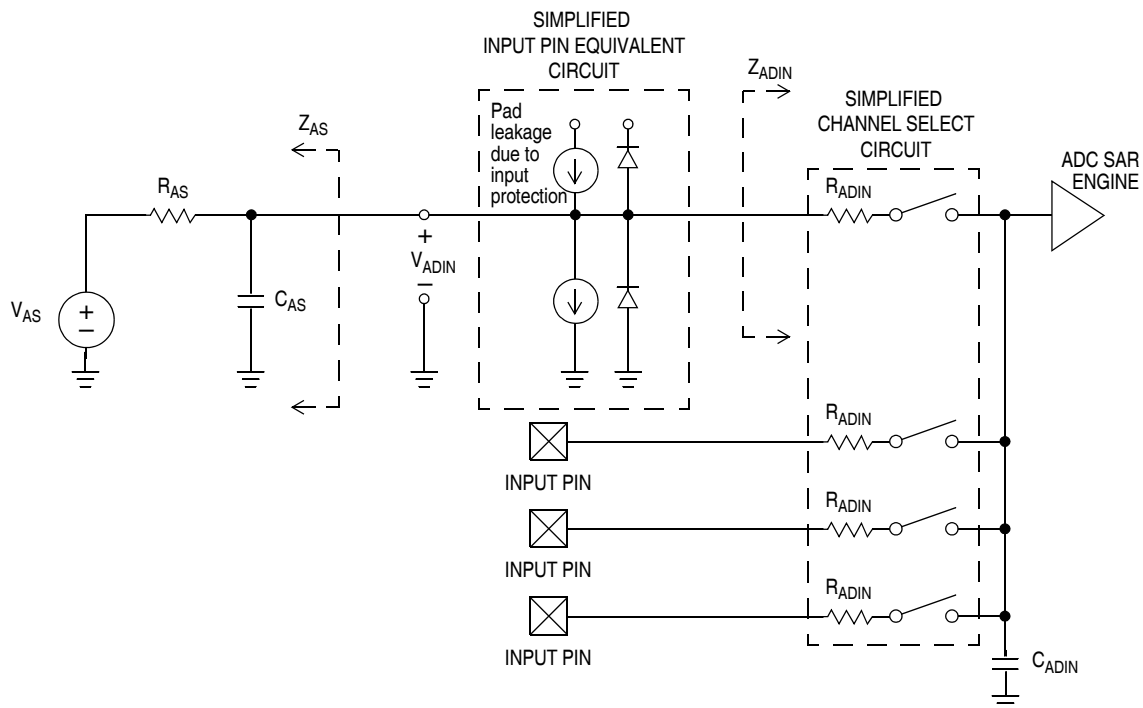 SIMPLIFIED
INPUT PIN EQUIVALENT
CIRCUIT
Pad
leakage
due to
input
protection
ZAS
ZADIN
SIMPLIFIED
CHANNEL SELECT
CIRCUIT
ADC SAR
ENGINE
RAS
RADIN
+
VADIN
−
VAS
+
−
CAS
RADIN
INPUT PIN
RADIN
INPUT PIN
RADIN
INPUT PIN
CADIN